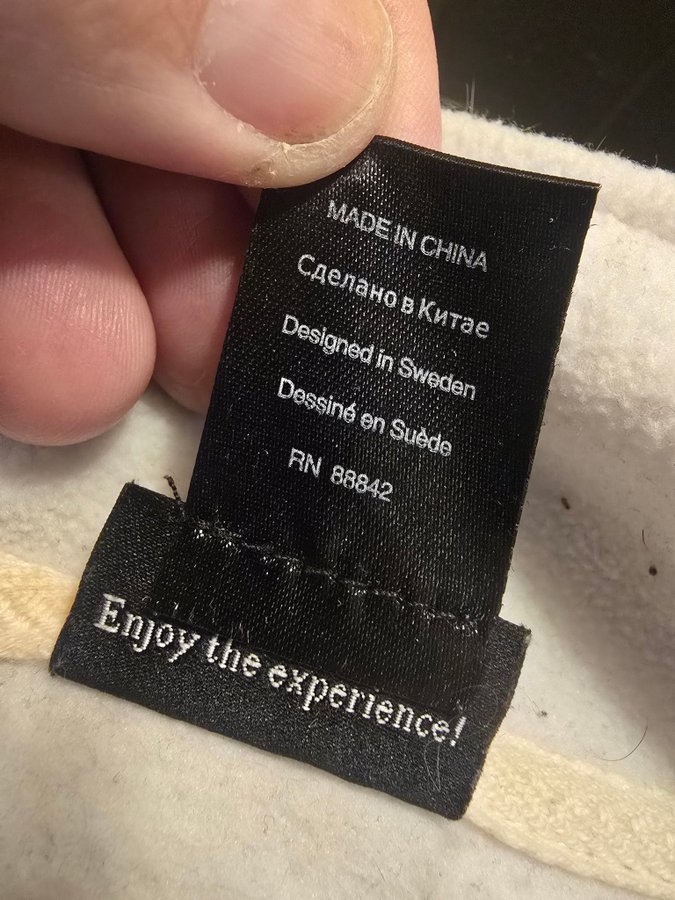 MADE IN CHINA
Сделано в Китае
Designed in Sweden
Dessiné en Suède
RN 88842
Enjoy the experience!